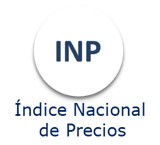 INP
Índice Nacional
de Precios